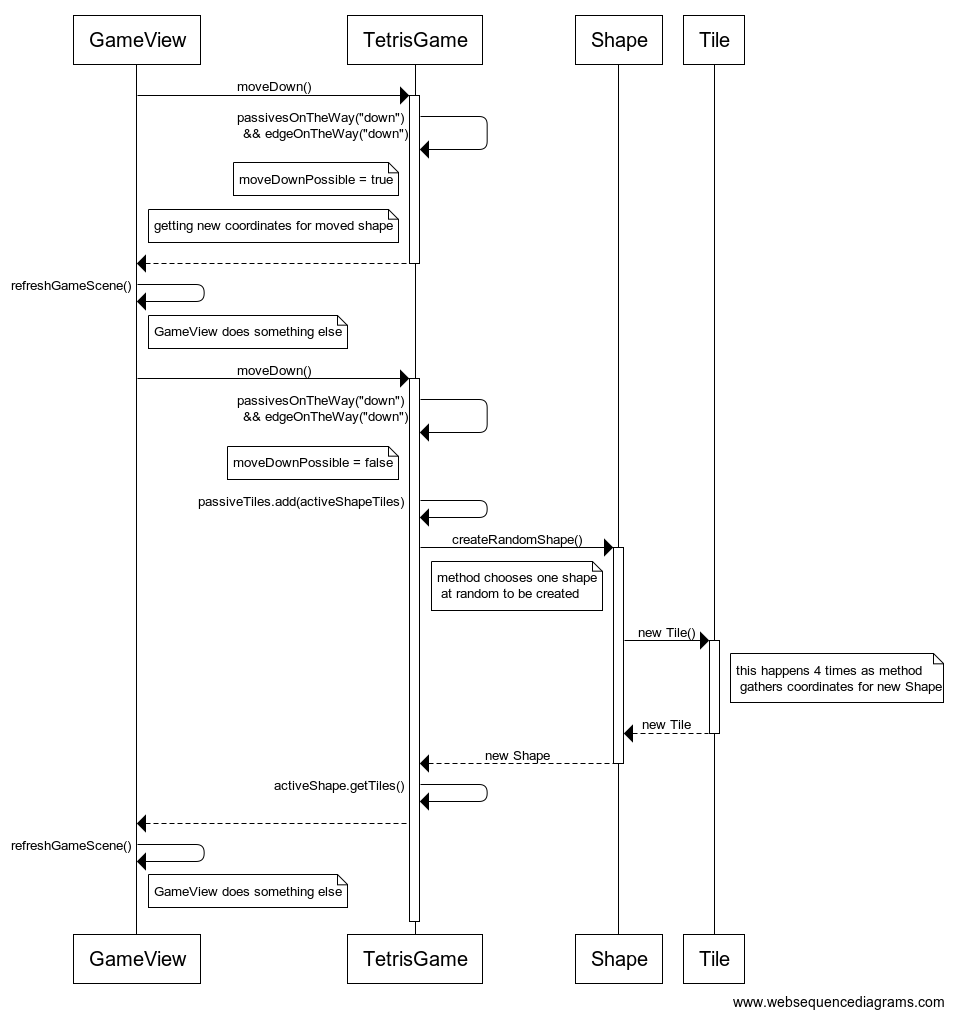 GameView
TetrisGame
Shape
Tile
moveDown()
passivesOnTheWay("down")
&& edgeOnTheWay("down")
moveDownPossible = true
getting new coordinates for moved shape
refreshGameScene()
GameView does something else
moveDown()
passivesOnTheWay("down")
&& edgeOnTheWay("down")
moveDownPossible = false
passiveTiles.add(activeShapeTiles)
createRandomShape()
method chooses one shape
at random to be created
new Tile()
this happens 4 times as method
gathers coordinates for new Shape
new Tile
new Shape
activeShape.getTiles()
refreshGameScene()
GameView does something else
GameView
TetrisGame
Shape
Tile
www.websequencediagrams.com